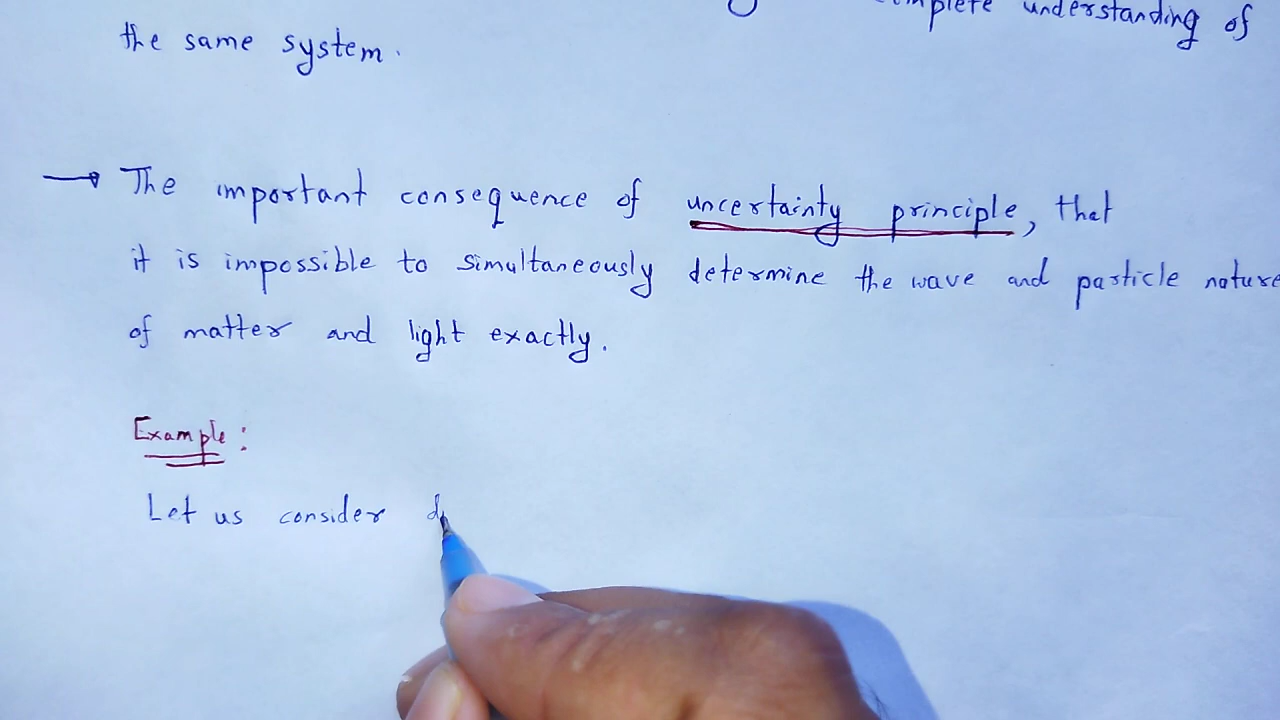 understanding of
the same system.
→ The important consequence of uncertainty principle, that
it is impossible to simultaneously determine the wave and particle nature
of matter and light exactly.
Example:
Let us consider